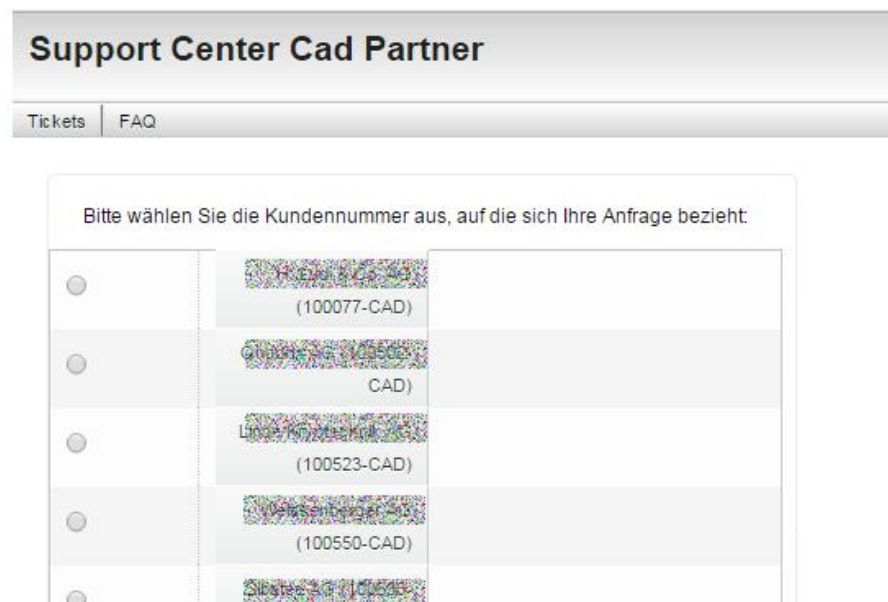 Support Center Cad Partner
Tickets FAQ
Bitte wählen Sie die Kundennummer aus, auf die sich Ihre Anfrage bezieht:
(100077-CAD)
CAD)
(100523-CAD)
(100550-CAD)